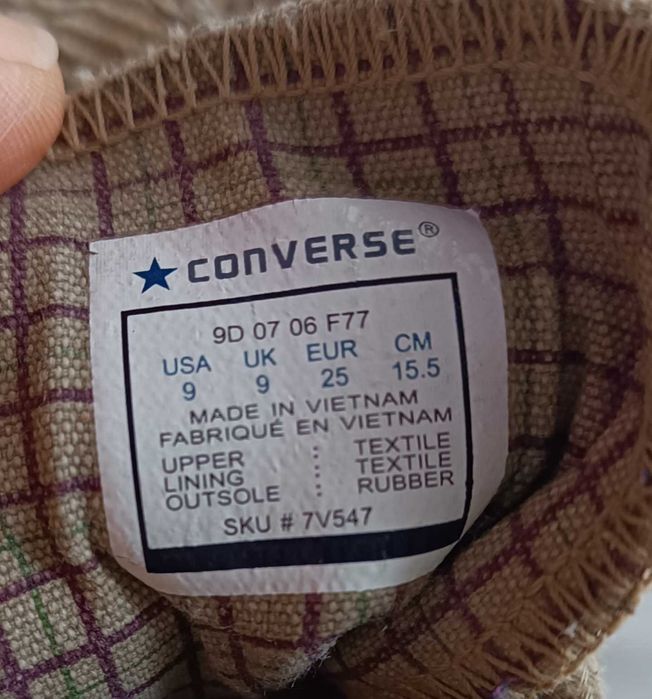 CONVERSE®
9D 07 06 F77
USA UK EUR CM
9 9 25 15.5
MADE IN VIETNAM
FABRIQUÉ EN VIETNAM
UPPER : TEXTILE
LINING : TEXTILE
OUTSOLE : RUBBER
SKU # 7V547